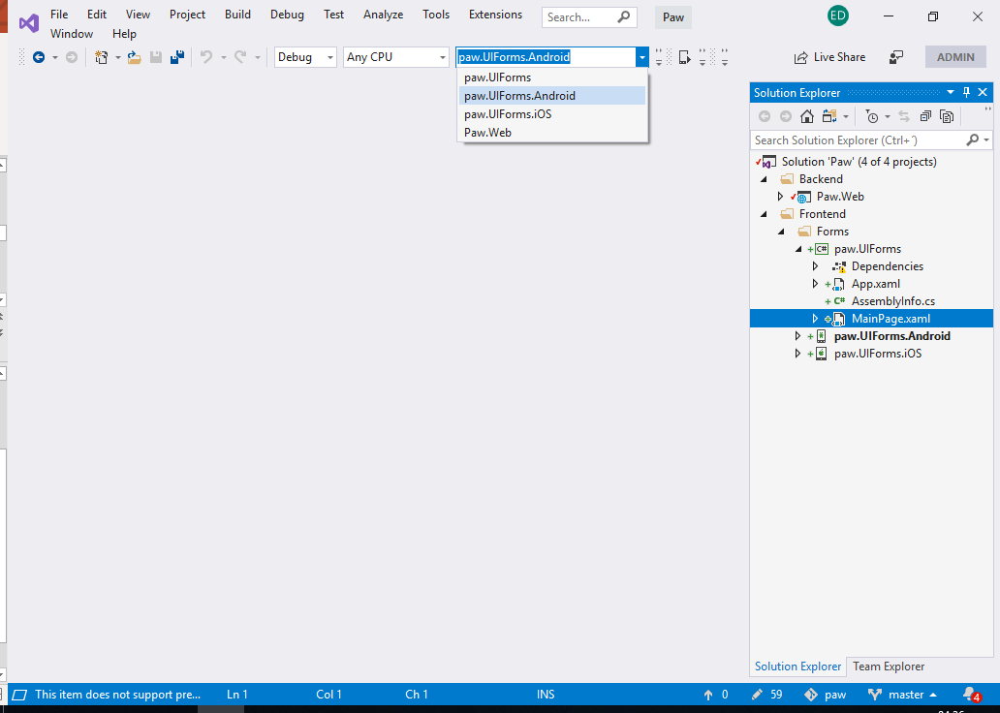 File Edit View Project Build Debug Test Analyze Tools Extensions Search... Paw ED
Window Help
Debug Any CPU paw.UIForms.Android Live Share ADMIN
paw.UIForms
paw.UIForms.Android
paw.UIForms.iOS
Paw.Web
Solution Explorer
Search Solution Explorer (Ctrl+´)
Solution 'Paw' (4 of 4 projects)
Backend
Paw.Web
Frontend
Forms
C# paw.UIForms
Dependencies
App.xaml
C# AssemblyInfo.cs
MainPage.xaml
paw.UIForms.Android
paw.UIForms.iOS
Solution Explorer Team Explorer
This item does not support pre... Ln 1 Col 1 Ch 1 INS 0 59 paw master 4